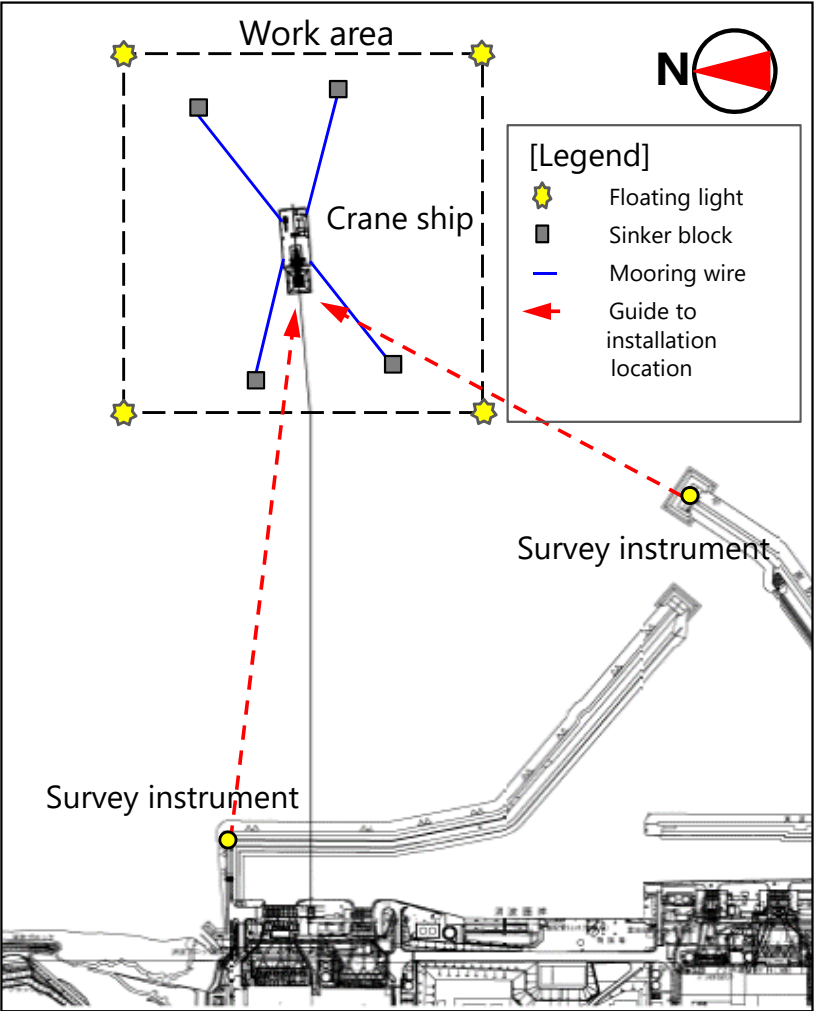 Work area
N
[Legend]
Floating light
Sinker block
Mooring wire
Guide to
installation
location
Crane ship
Survey instrument
Survey instrument